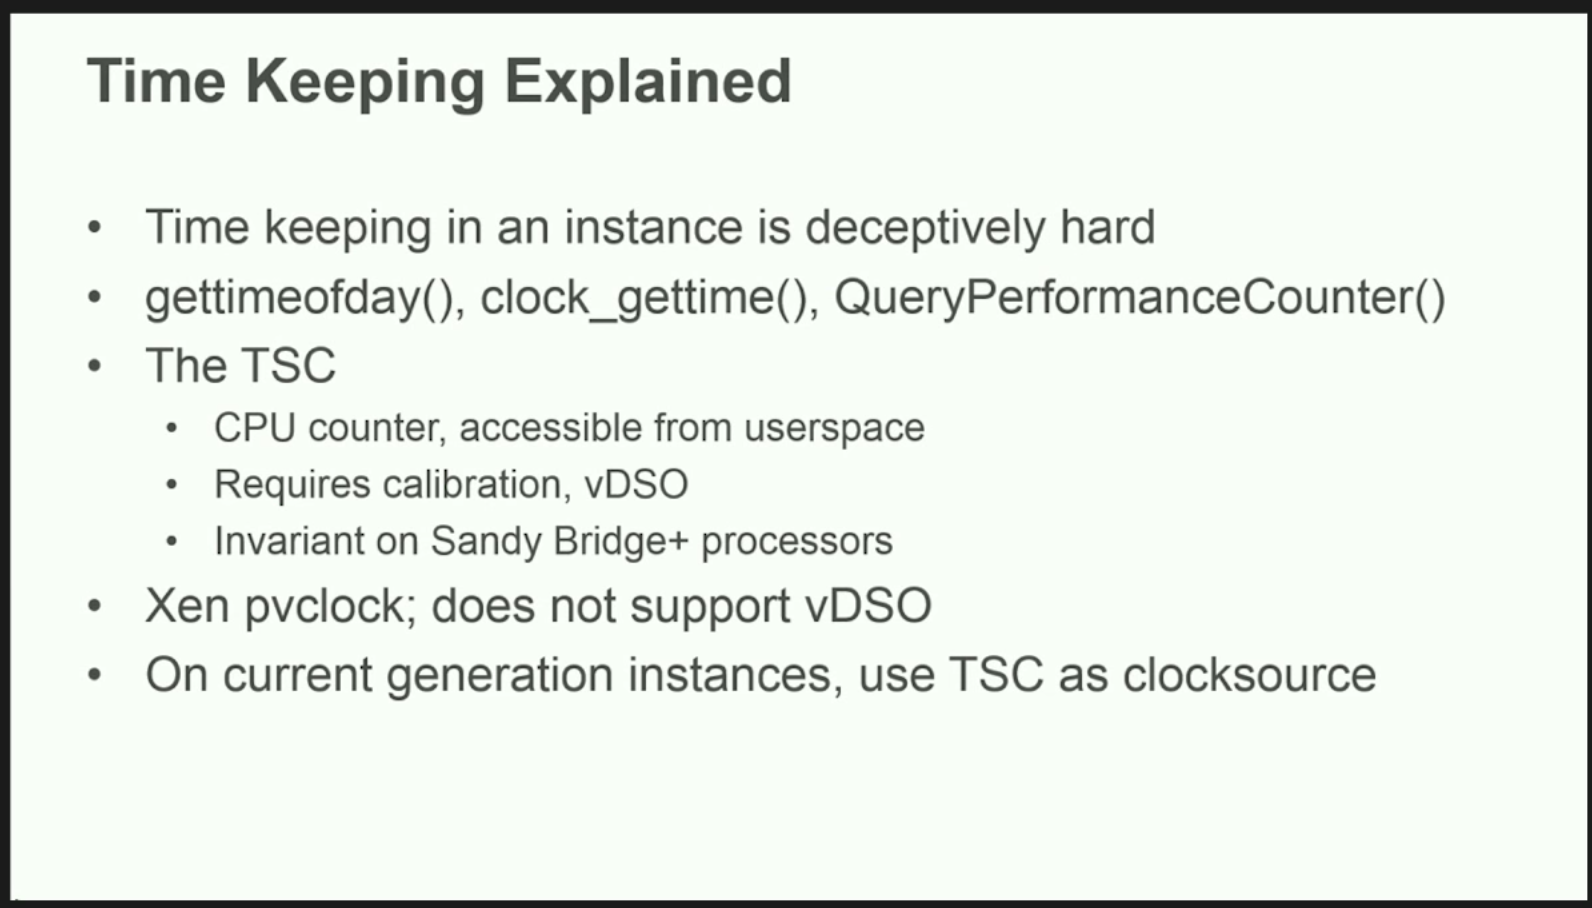 Time Keeping Explained
• Time keeping in an instance is deceptively hard
• gettimeofday(), clock_gettime(), QueryPerformanceCounter()
• The TSC
• CPU counter, accessible from userspace
• Requires calibration, vDSO
• Invariant on Sandy Bridge+ processors
• Xen pvclock; does not support vDSO
• On current generation instances, use TSC as clocksource